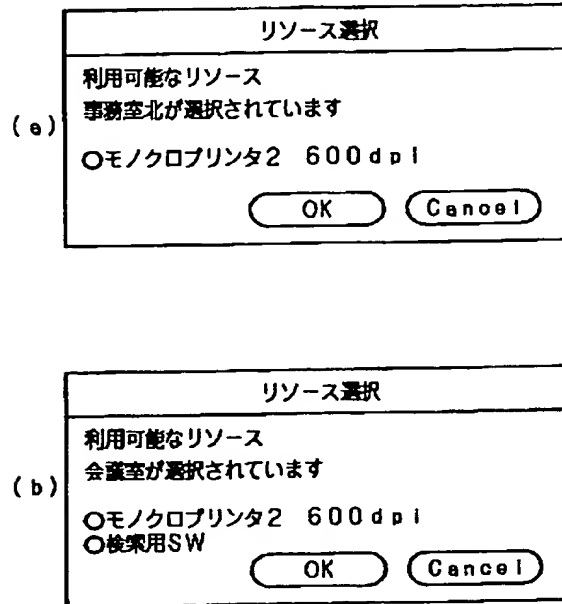 リソース選択
利用可能なリソース
事務室北が選択されています
(a)
○モノクロプリンタ2 600dpi
OK Cancel
リソース選択
利用可能なリソース
会議室が選択されています
(b)
○モノクロプリンタ2 600dpi
○検索用SW
OK Cancel